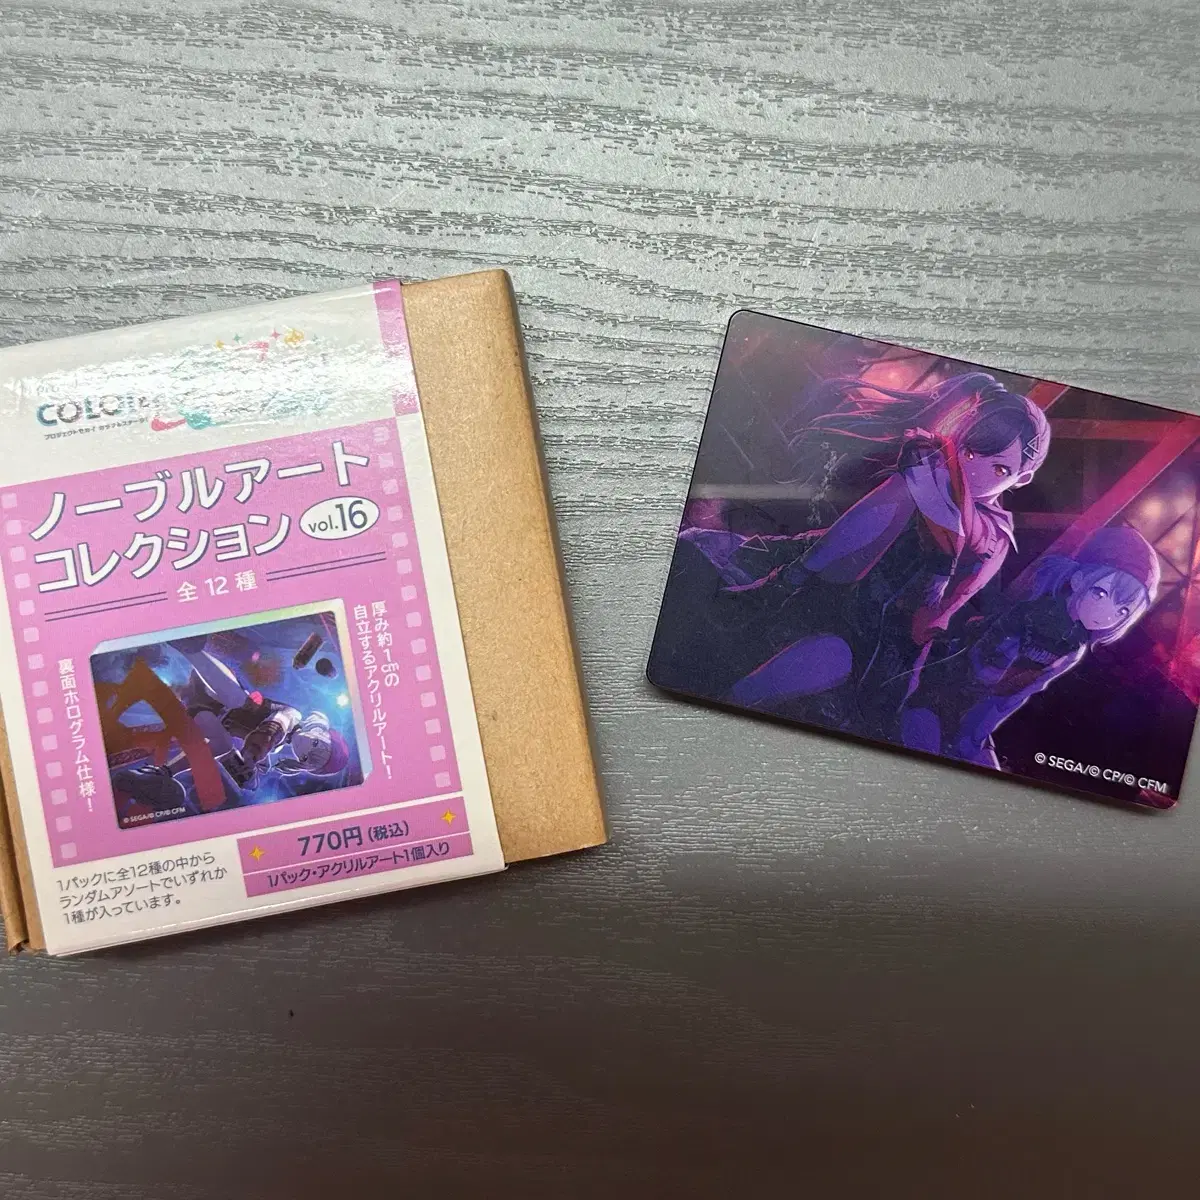 COLO
プロジェクトセカイ カラフルステージ!
ノーブルアート
コレクション vol.16
全12種
厚み約1㎝の
自立するアクリルアート!
裏面ホログラム仕様!
© SEGA/© CP/© CFM
770円(税込)
1パック・アクリルアート1個入り
1パックに全12種の中から
ランダムアソートでいずれか
1種が入っています。
© SEGA/© CP/© CFM